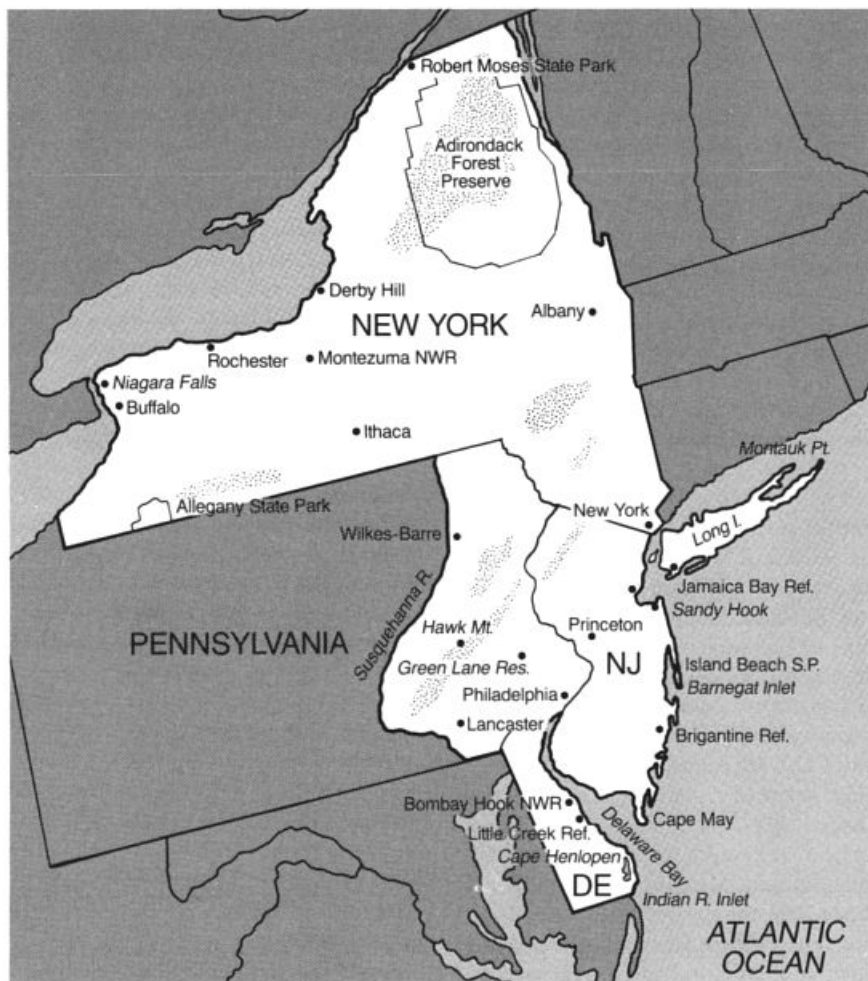 Robert Moses State Park
Adirondack
Forest
Preserve
Derby Hill
NEW YORK
Albany
Rochester
Montezuma NWR
Niagara Falls
Buffalo
Ithaca
Montauk Pt.
Allegany State Park
New York
Long I.
Wilkes-Barre
Jamaica Bay Ref.
Susquehanna R.
Sandy Hook
Hawk Mt.
Princeton
PENNSYLVANIA
Green Lane Res.
NJ
Island Beach S.P.
Barnegat Inlet
Philadelphia
Lancaster
Brigantine Ref.
Bombay Hook NWR
Delaware Bay
Cape May
Little Creek Ref.
Cape Henlopen
DE
Indian R. Inlet
ATLANTIC
OCEAN